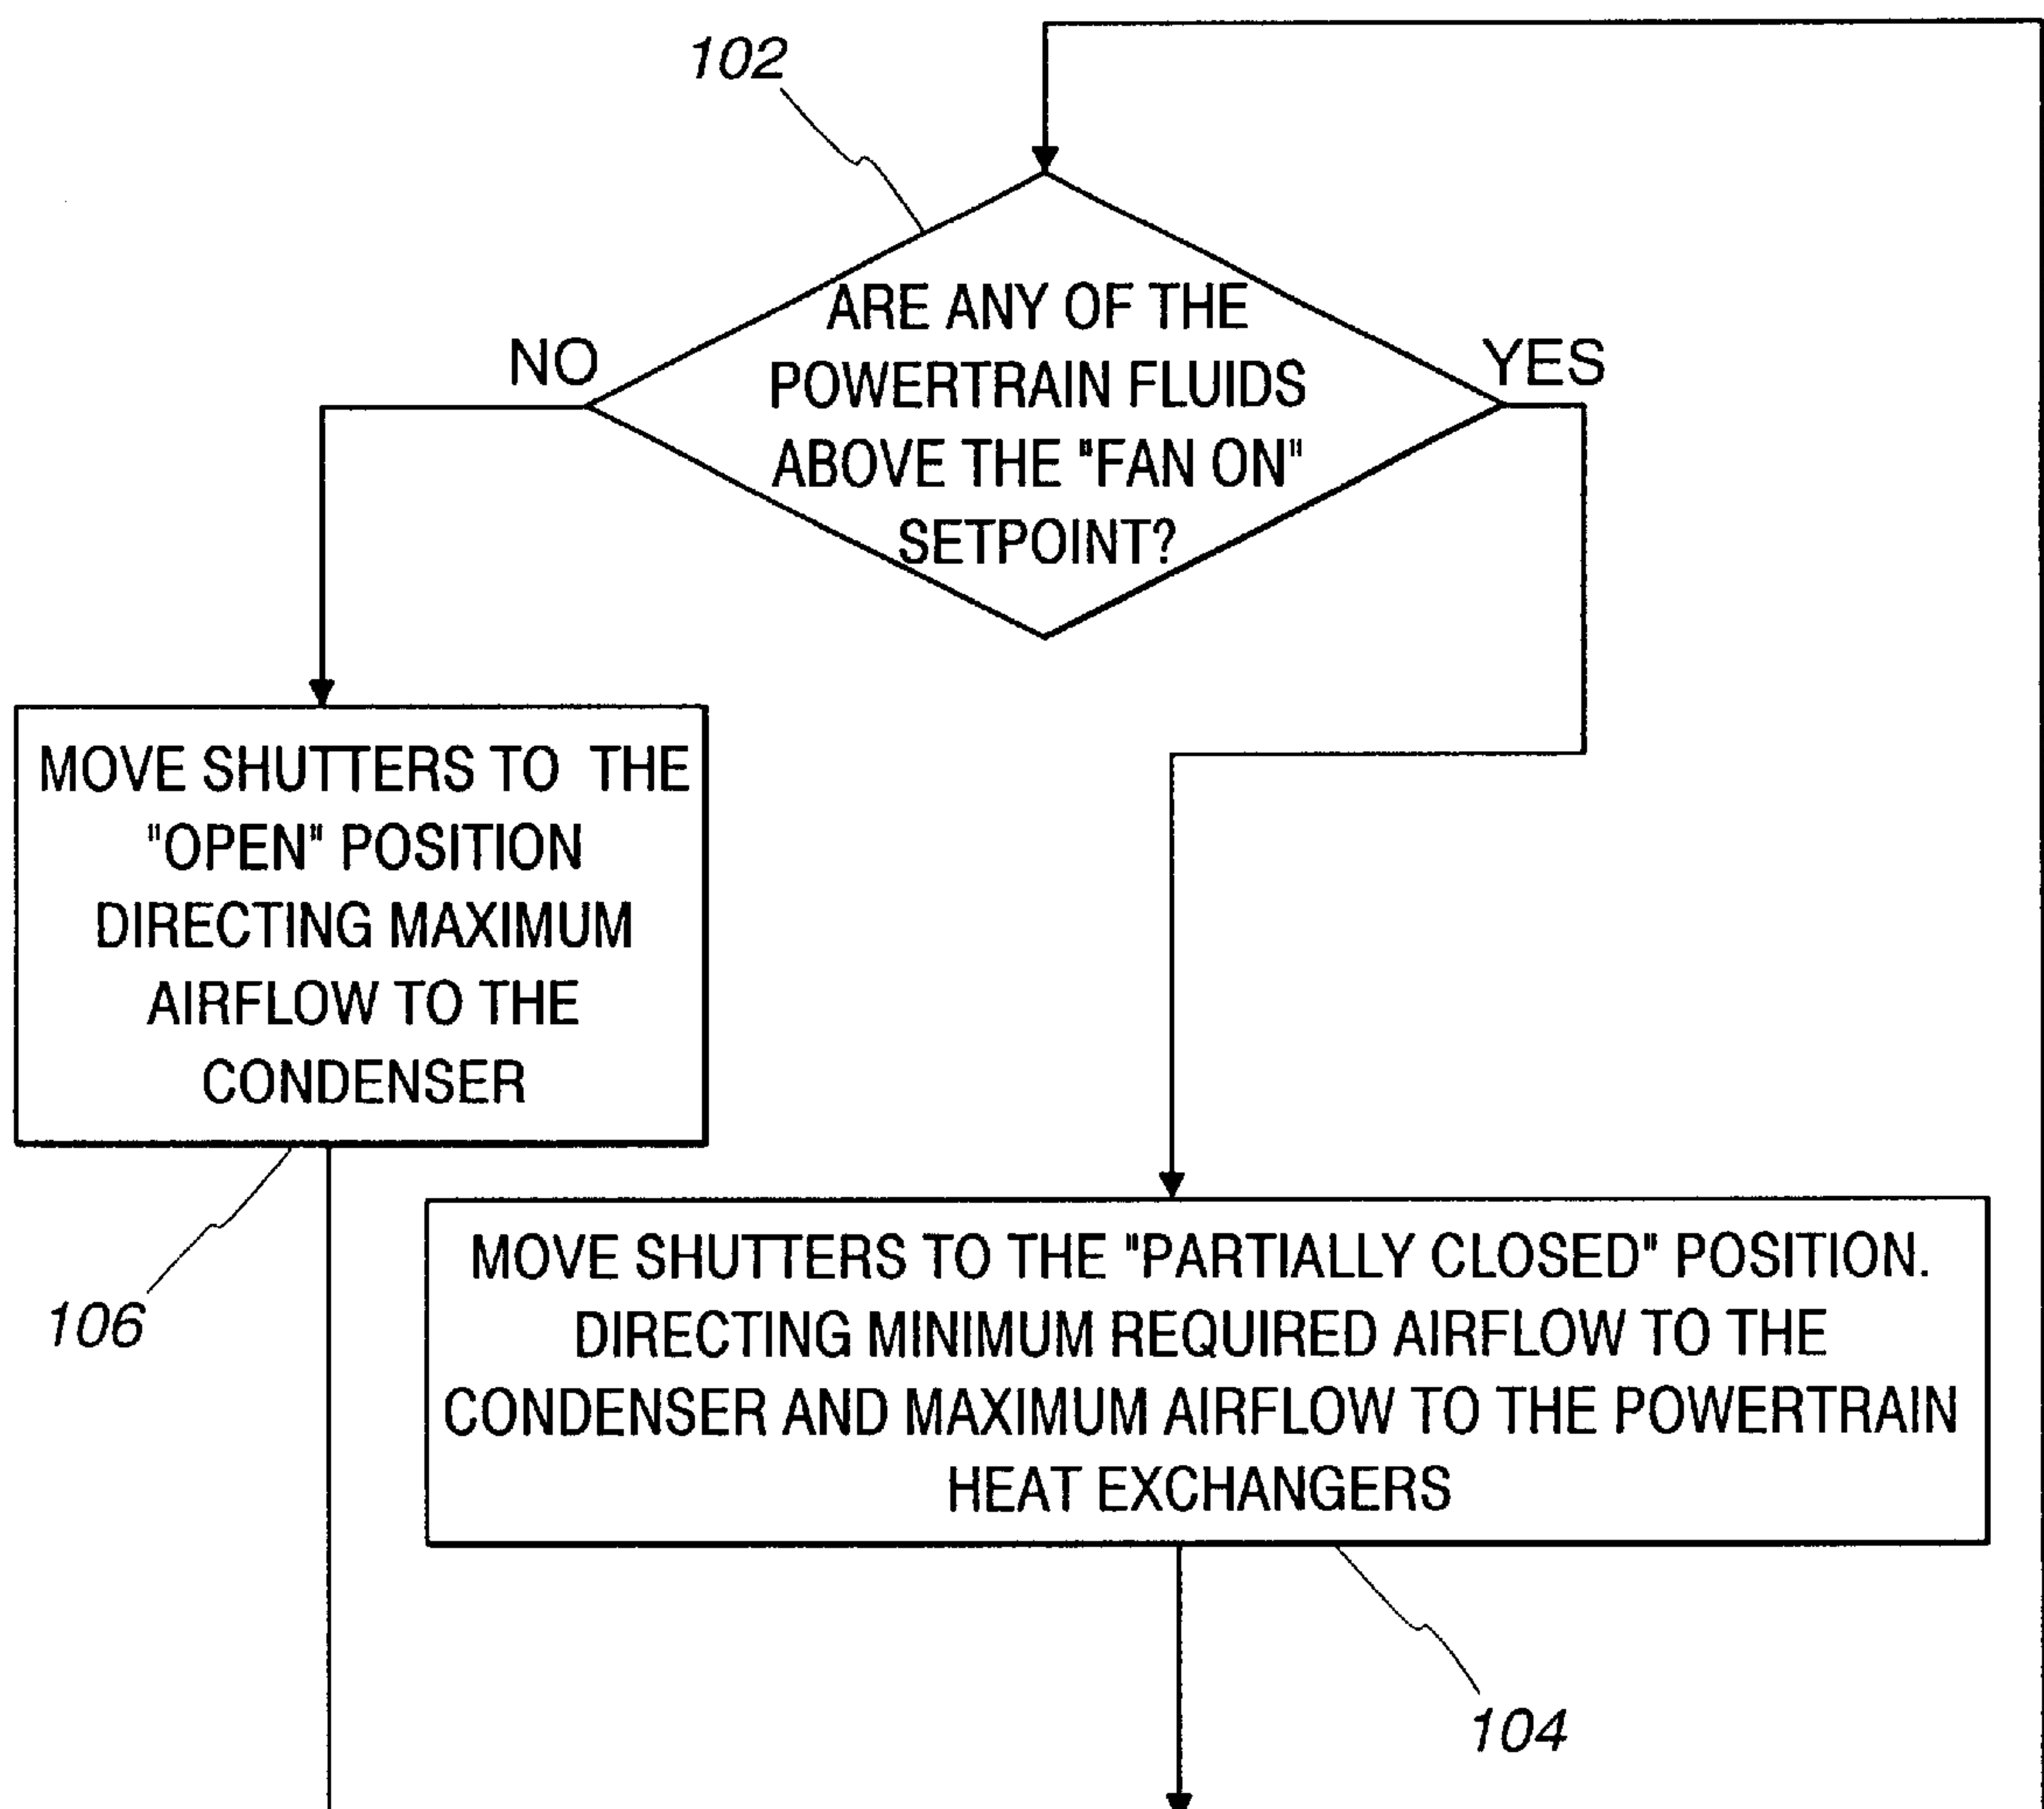 102
ARE ANY OF THE
POWERTRAIN FLUIDS
ABOVE THE "FAN ON"
SETPOINT?
NO
YES
MOVE SHUTTERS TO THE
"OPEN" POSITION
DIRECTING MAXIMUM
AIRFLOW TO THE
CONDENSER
106
MOVE SHUTTERS TO THE "PARTIALLY CLOSED" POSITION.
DIRECTING MINIMUM REQUIRED AIRFLOW TO THE
CONDENSER AND MAXIMUM AIRFLOW TO THE POWERTRAIN
HEAT EXCHANGERS
104